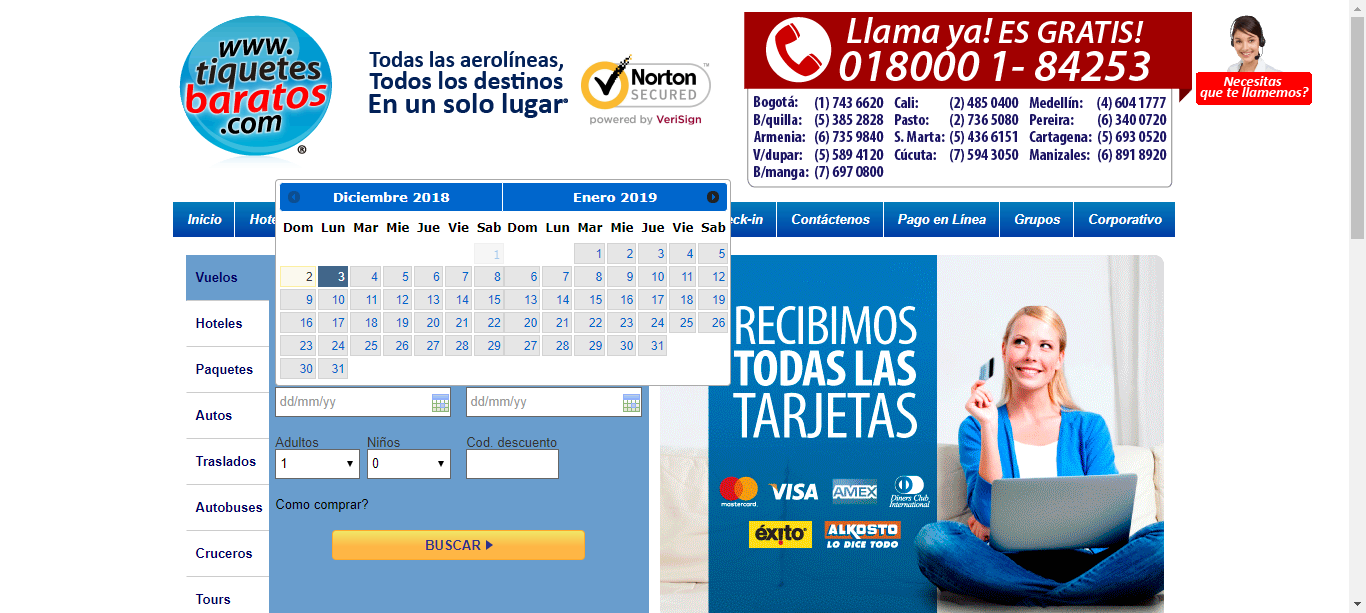 www.
tiquetes
baratos
.com
®
Todas las aerolíneas,
Todos los destinos
En un solo lugar®
Norton™
SECURED
powered by VeriSign
Llama ya! ES GRATIS!
018000 1- 84253
Necesitas
que te llamemos?
Bogotá: (1) 743 6620 Cali: (2) 485 0400 Medellín: (4) 604 1777
B/quilla: (5) 385 2828 Pasto: (2) 736 5080 Pereira: (6) 340 0720
Armenia: (6) 735 9840 S. Marta: (5) 436 6151 Cartagena: (5) 693 0520
V/dupar: (5) 589 4120 Cúcuta: (7) 594 3050 Manizales: (6) 891 8920
B/manga: (7) 697 0800
Inicio Contáctenos Pago en Línea Grupos Corporativo
Diciembre 2018 Enero 2019
Dom Lun Mar Mie Jue Vie Sab Dom Lun Mar Mie Jue Vie Sab
1 1 2 3 4 5
2 3 4 5 6 7 8 6 7 8 9 10 11 12
9 10 11 12 13 14 15 13 14 15 16 17 18 19
16 17 18 19 20 21 22 20 21 22 23 24 25 26
23 24 25 26 27 28 29 27 28 29 30 31
30 31
Vuelos
Hoteles
Paquetes
Autos
Traslados
Autobuses
Cruceros
Tours
dd/mm/yy dd/mm/yy
Adultos Niños Cod. descuento
1 0
Como comprar?
BUSCAR
RECIBIMOS
TODAS LAS
TARJETAS
mastercard. VISA AMEX Diners Club
International
éxito ALKOSTO
LO DICE TODO